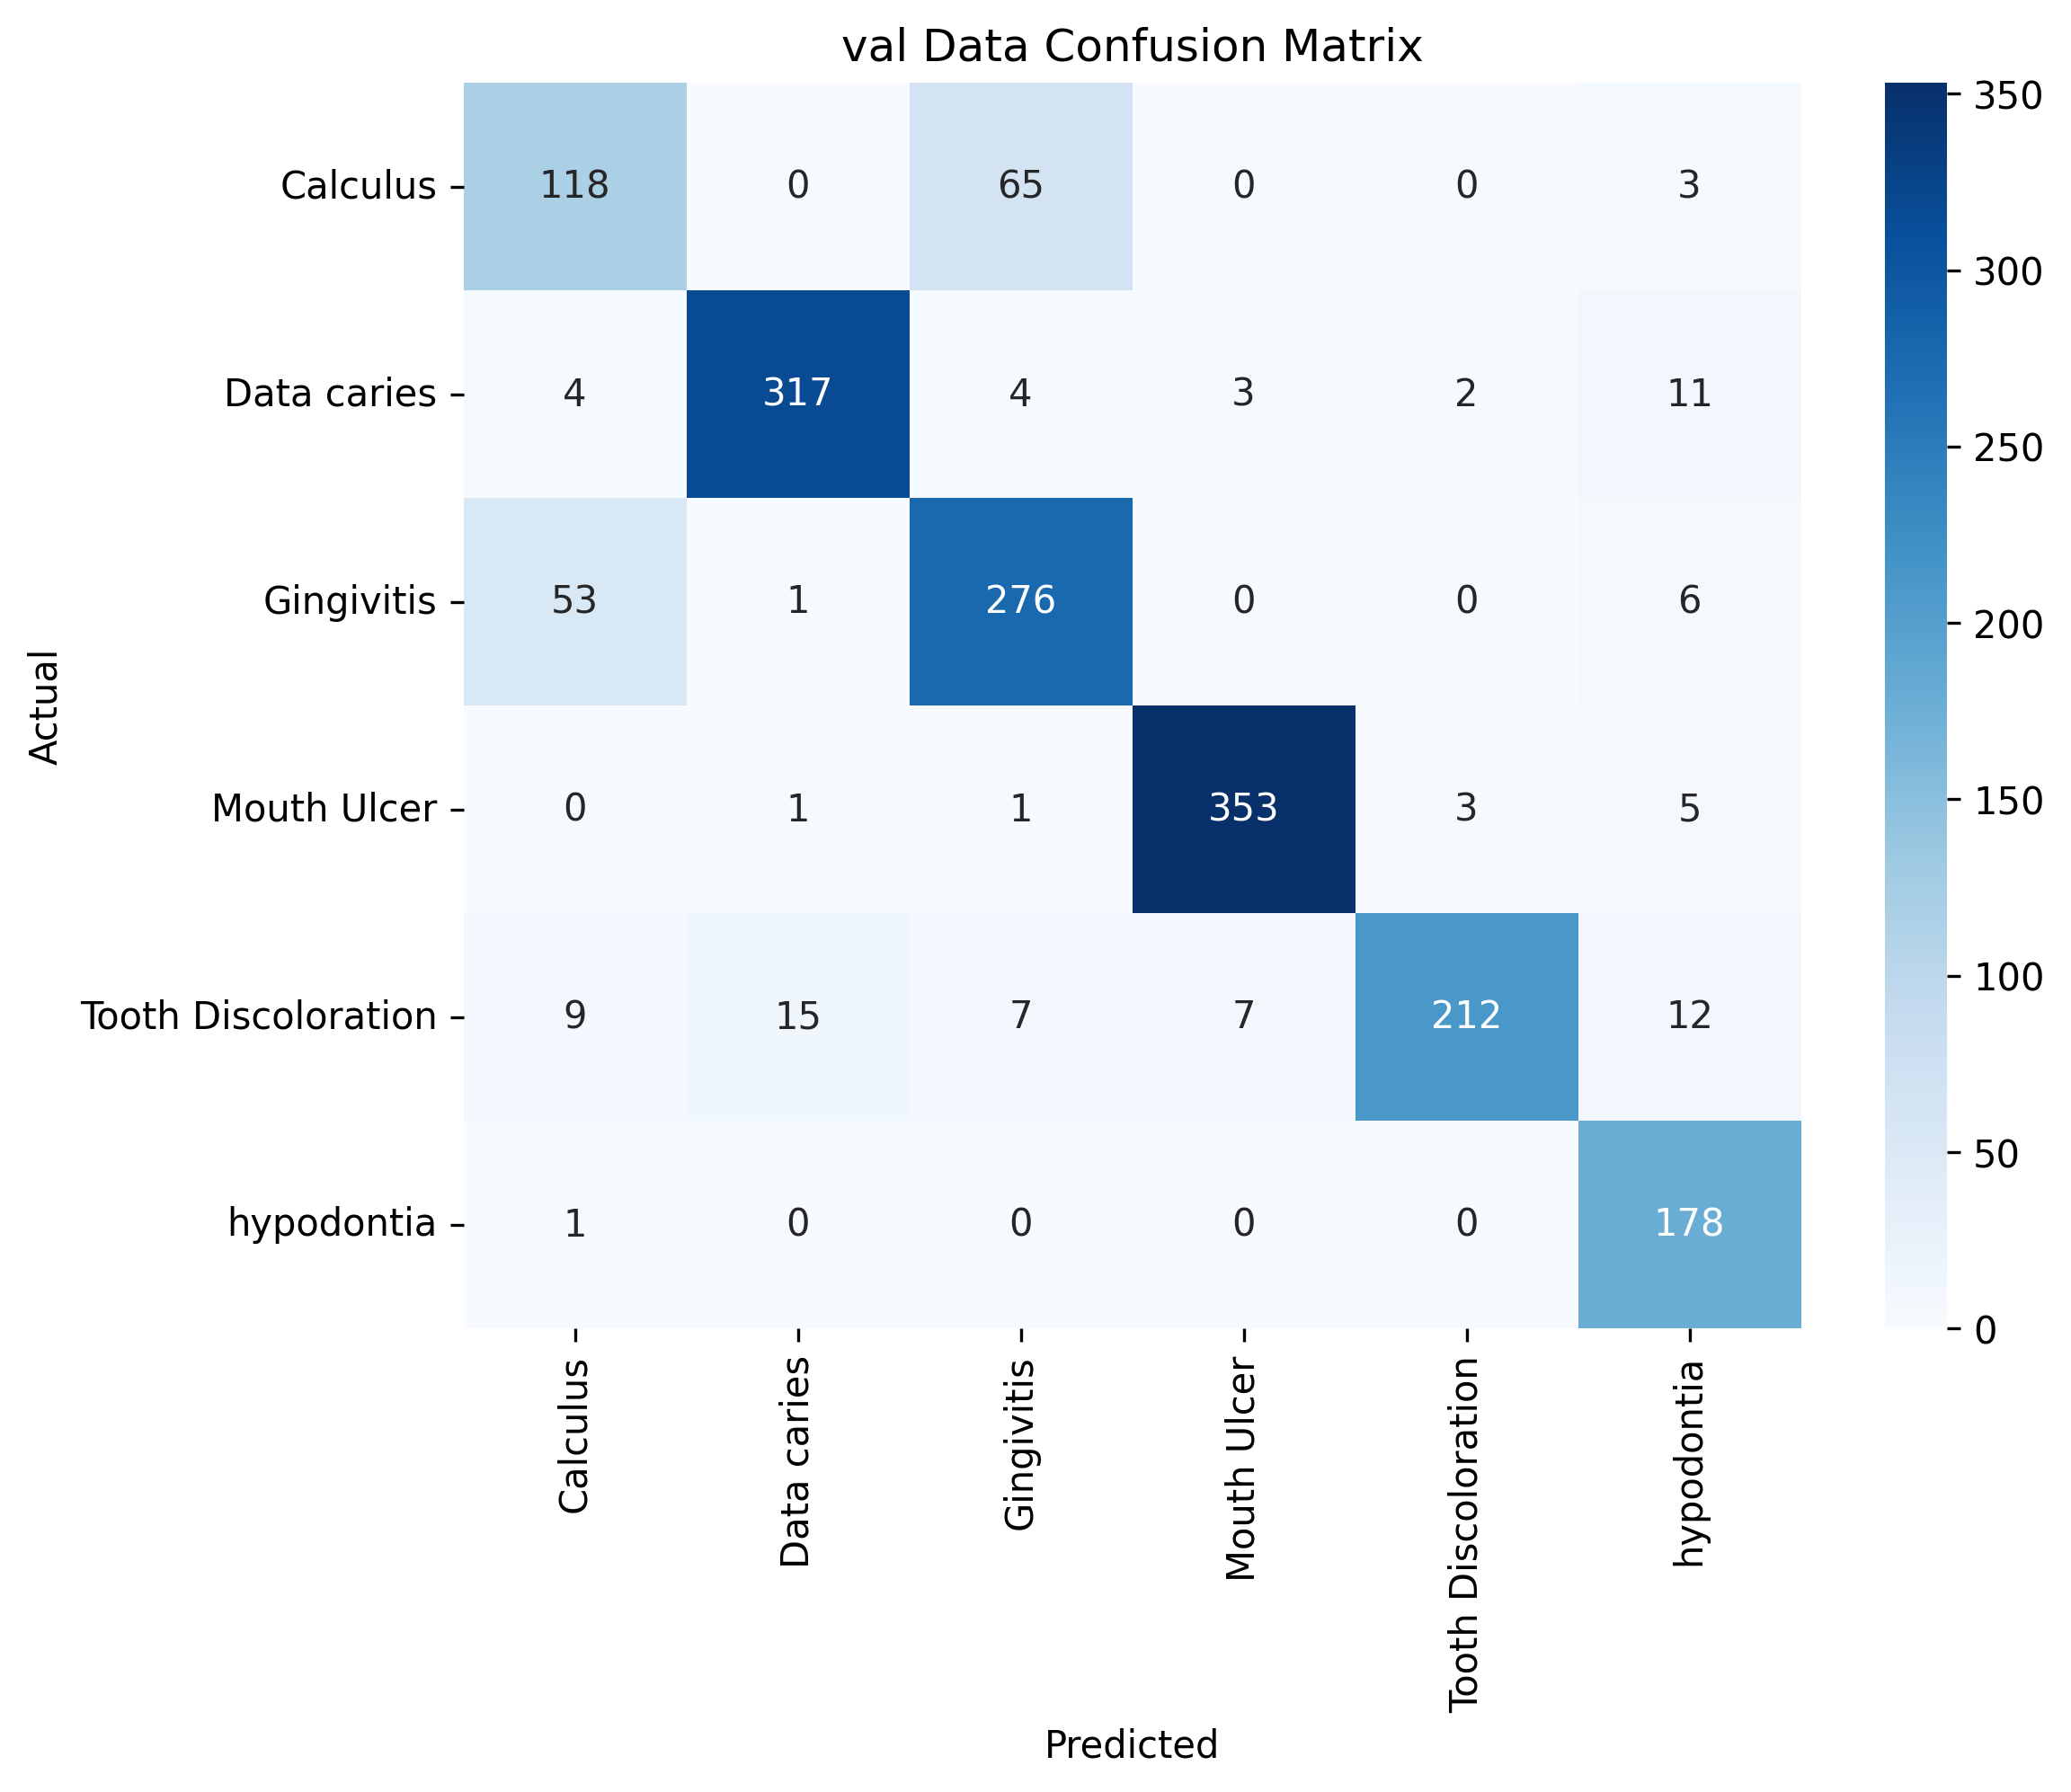 val Data Confusion Matrix
Calculus 118 0 65 0 0 3
Data caries 4 317 4 3 2 11
Gingivitis 53 1 276 0 0 6
Mouth Ulcer 0 1 1 353 3 5
Tooth Discoloration 9 15 7 7 212 12
hypodontia 1 0 0 0 0 178
Actual
Calculus
Data caries
Gingivitis
Mouth Ulcer
Tooth Discoloration
hypodontia
Predicted
350
300
250
200
150
100
50
0